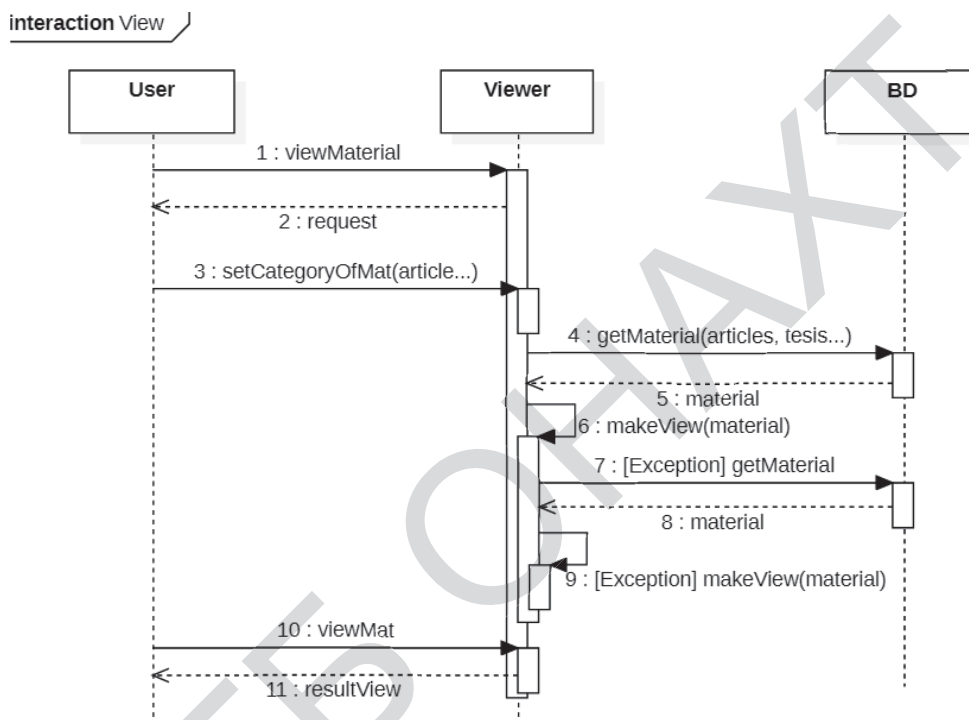 interaction View
User
Viewer
BD
1 : viewMaterial
2 : request
3 : setCategoryOfMat(article...)
4 : getMaterial(articles, tesis...)
5 : material
6 : makeView(material)
7 : [Exception] getMaterial
8 : material
9 : [Exception] makeView(material)
10 : viewMat
11 : resultView
ОНАХТ